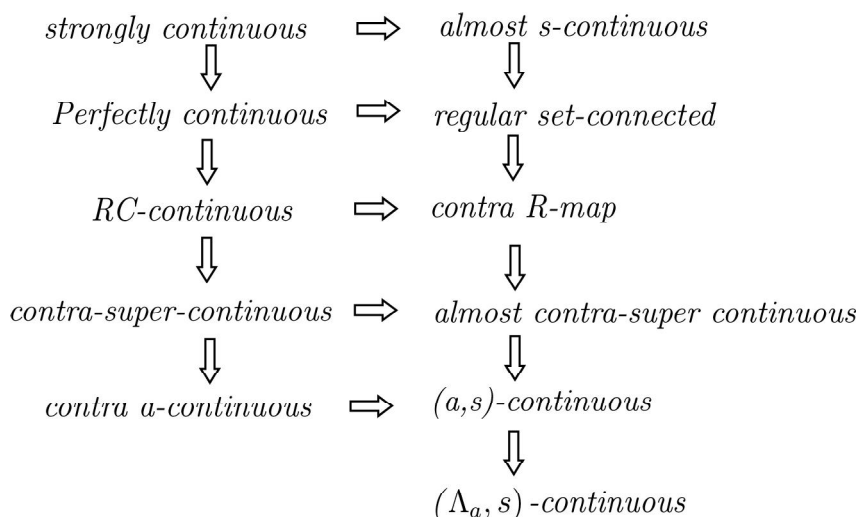 strongly continuous ⇒ almost s-continuous
⇓ ⇓
Perfectly continuous ⇒ regular set-connected
⇓ ⇓
RC-continuous ⇒ contra R-map
⇓ ⇓
contra-super-continuous ⇒ almost contra-super continuous
⇓ ⇓
contra a-continuous ⇒ (a,s)-continuous
⇓
(Λₐ, s) -continuous